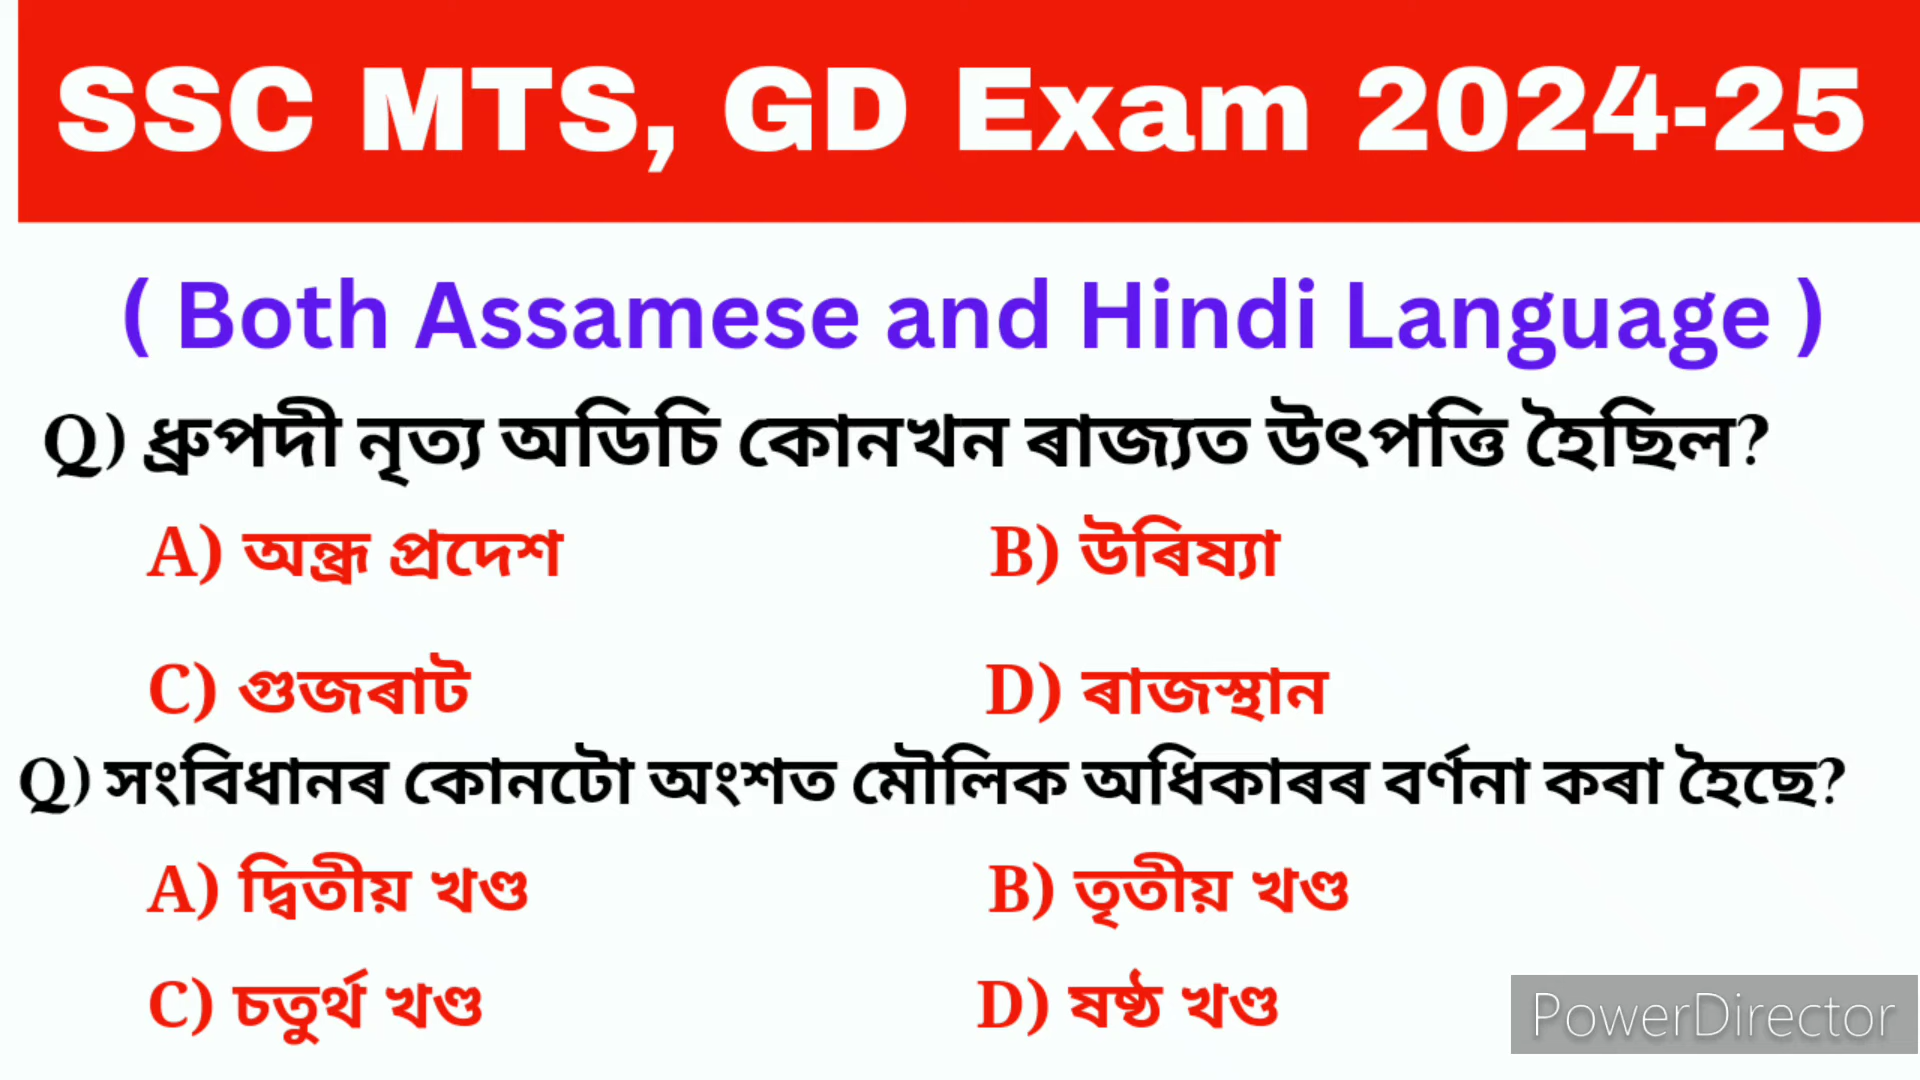 SSC MTS, GD Exam 2024-25
( Both Assamese and Hindi Language )
Q) ধ্ৰুপদী নৃত্য অডিচি কোনখন ৰাজ্যত উৎপত্তি হৈছিল?
A) অন্ধ্ৰ প্ৰদেশ B) উৰিষ্যা
C) গুজৰাট D) ৰাজস্থান
Q) সংবিধানৰ কোনটো অংশত মৌলিক অধিকাৰৰ বৰ্ণনা কৰা হৈছে?
A) দ্বিতীয় খণ্ড B) তৃতীয় খণ্ড
C) চতুৰ্থ খণ্ড D) ষষ্ঠ খণ্ড
PowerDirector